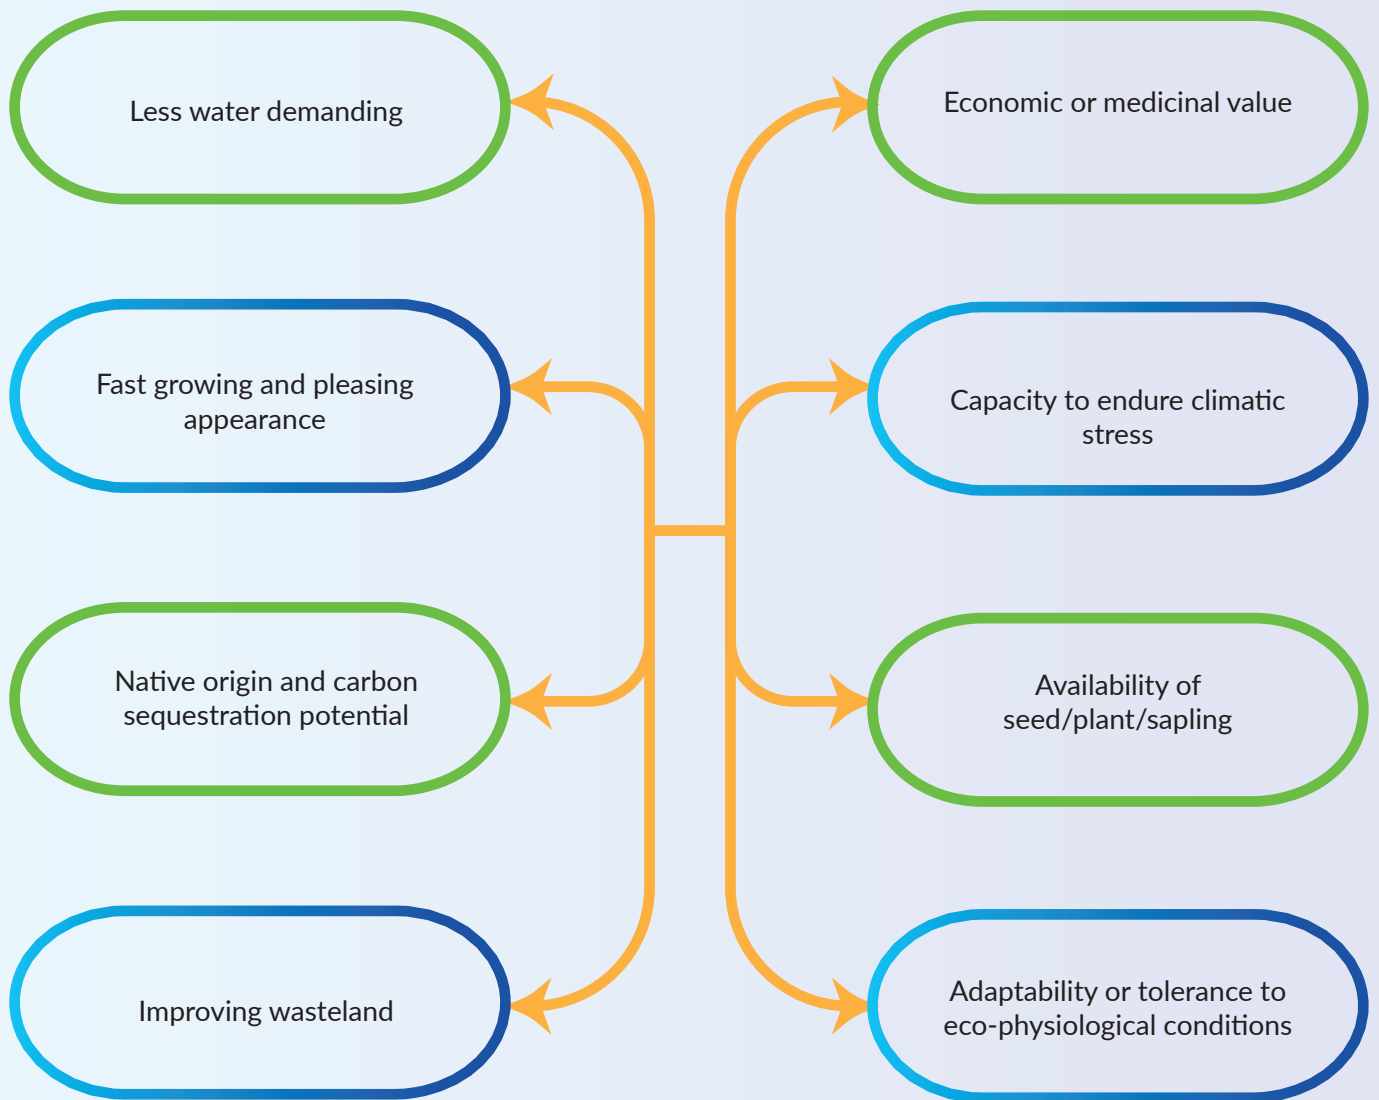 Less water demanding
Economic or medicinal value
Fast growing and pleasing
appearance
Capacity to endure climatic
stress
Native origin and carbon
sequestration potential
Availability of
seed/plant/sapling
Improving wasteland
Adaptability or tolerance to
eco-physiological conditions